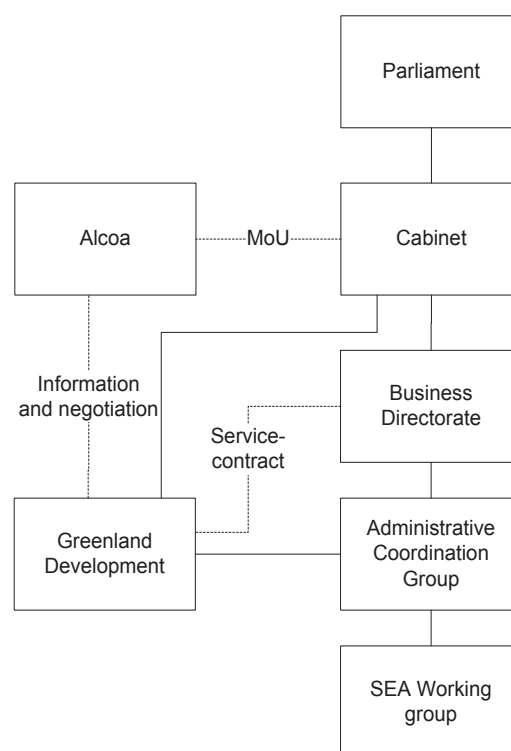 Parliament
Alcoa
MoU
Cabinet
Information
and negotiation
Business
Directorate
Service-
contract
Greenland
Development
Administrative
Coordination
Group
SEA Working
group